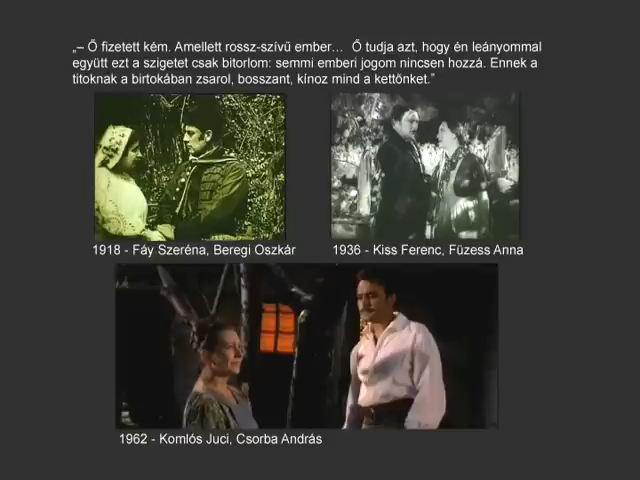 „– Ő fizetett kém. Amellett rossz-szívű ember… Ő tudja azt, hogy én leányommal
együtt ezt a szigetet csak bitorlom: semmi emberi jogom nincsen hozzá. Ennek a
titoknak a birtokában zsarol, bosszant, kínoz mind a kettőnket.”
1918 - Fáy Szeréna, Beregi Oszkár
1936 - Kiss Ferenc, Füzess Anna
1962 - Komlós Juci, Csorba András